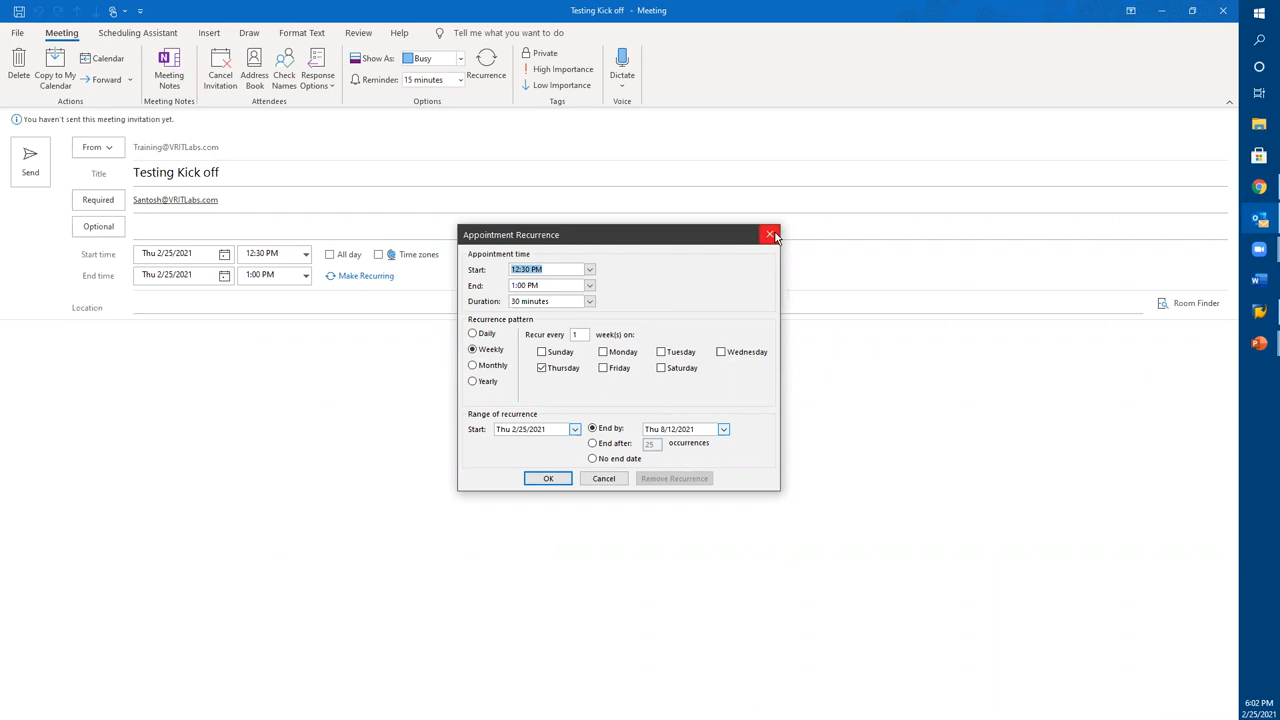 Testing Kick off - Meeting
File Meeting Scheduling Assistant Insert Draw Format Text Review Help Tell me what you want to do
Delete
Copy to My
Calendar
Calendar
Forward
Actions
Meeting
Notes
Meeting Notes
Cancel
Invitation
Address
Book
Check
Names
Response
Options
Attendees
Show As: Busy
Reminder: 15 minutes
Recurrence
Options
Private
High Importance
Low Importance
Tags
Dictate
Voice
You haven't sent this meeting invitation yet.
Send
From Training@VRITLabs.com
Title Testing Kick off
Required Santosh@VRITLabs.com
Optional
Start time Thu 2/25/2021 12:30 PM All day Time zones
End time Thu 2/25/2021 1:00 PM Make Recurring
Location Room Finder
Appointment Recurrence
Appointment time
Start: 12:30 PM
End: 1:00 PM
Duration: 30 minutes
Recurrence pattern
Daily
Weekly
Monthly
Yearly
Recur every 1 week(s) on:
Sunday Monday Tuesday Wednesday
Thursday Friday Saturday
Range of recurrence
Start: Thu 2/25/2021
End by: Thu 8/12/2021
End after: 25 occurrences
No end date
OK Cancel Remove Recurrence
6:02 PM
2/25/2021